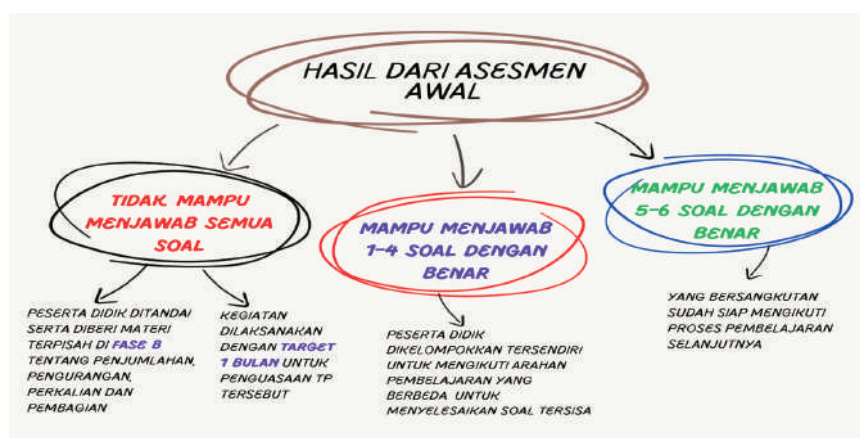 HASIL DARI ASESMEN
AWAL
TIDAK MAMPU
MENJAWAB SEMUA
SOAL
PESERTA DIDIK DITANDAI
SERTA DIBERI MATERI
TERPISAH DI FASE B
TENTANG PENJUMLAHAN,
PENGURANGAN,
PERKALIAN DAN
PEMBAGIAN
KEGIATAN
DILAKSANAKAN
DENGAN TARGET
1 BULAN UNTUK
PENGUASAAN TP
TERSEBUT
MAMPU MENJAWAB
1-4 SOAL DENGAN
BENAR
PESERTA DIDIK
DIKELOMPOKKAN TERSENDIRI
UNTUK MENGIKUTI ARAHAN
PEMBELAJARAN YANG
BERBEDA UNTUK
MENYELESAIKAN SOAL TERSISA
MAMPU MENJAWAB
5-6 SOAL DENGAN
BENAR
YANG BERSANGKUTAN
SUDAH SIAP MENGIKUTI
PROSES PEMBELAJARAN
SELANJUTNYA